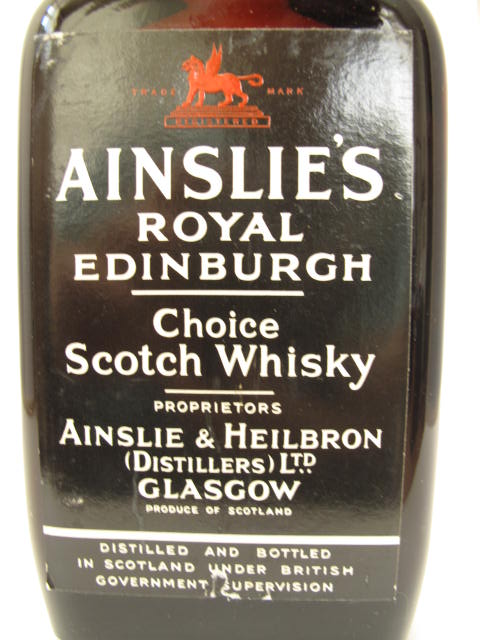 TRADE MARK
REGISTERED
AINSLIE'S
ROYAL
EDINBURGH
Choice
Scotch Whisky
PROPRIETORS
AINSLIE & HEILBRON
(DISTILLERS) LTD
GLASGOW
PRODUCE OF SCOTLAND
DISTILLED AND BOTTLED
IN SCOTLAND UNDER BRITISH
GOVERNMENT SUPERVISION